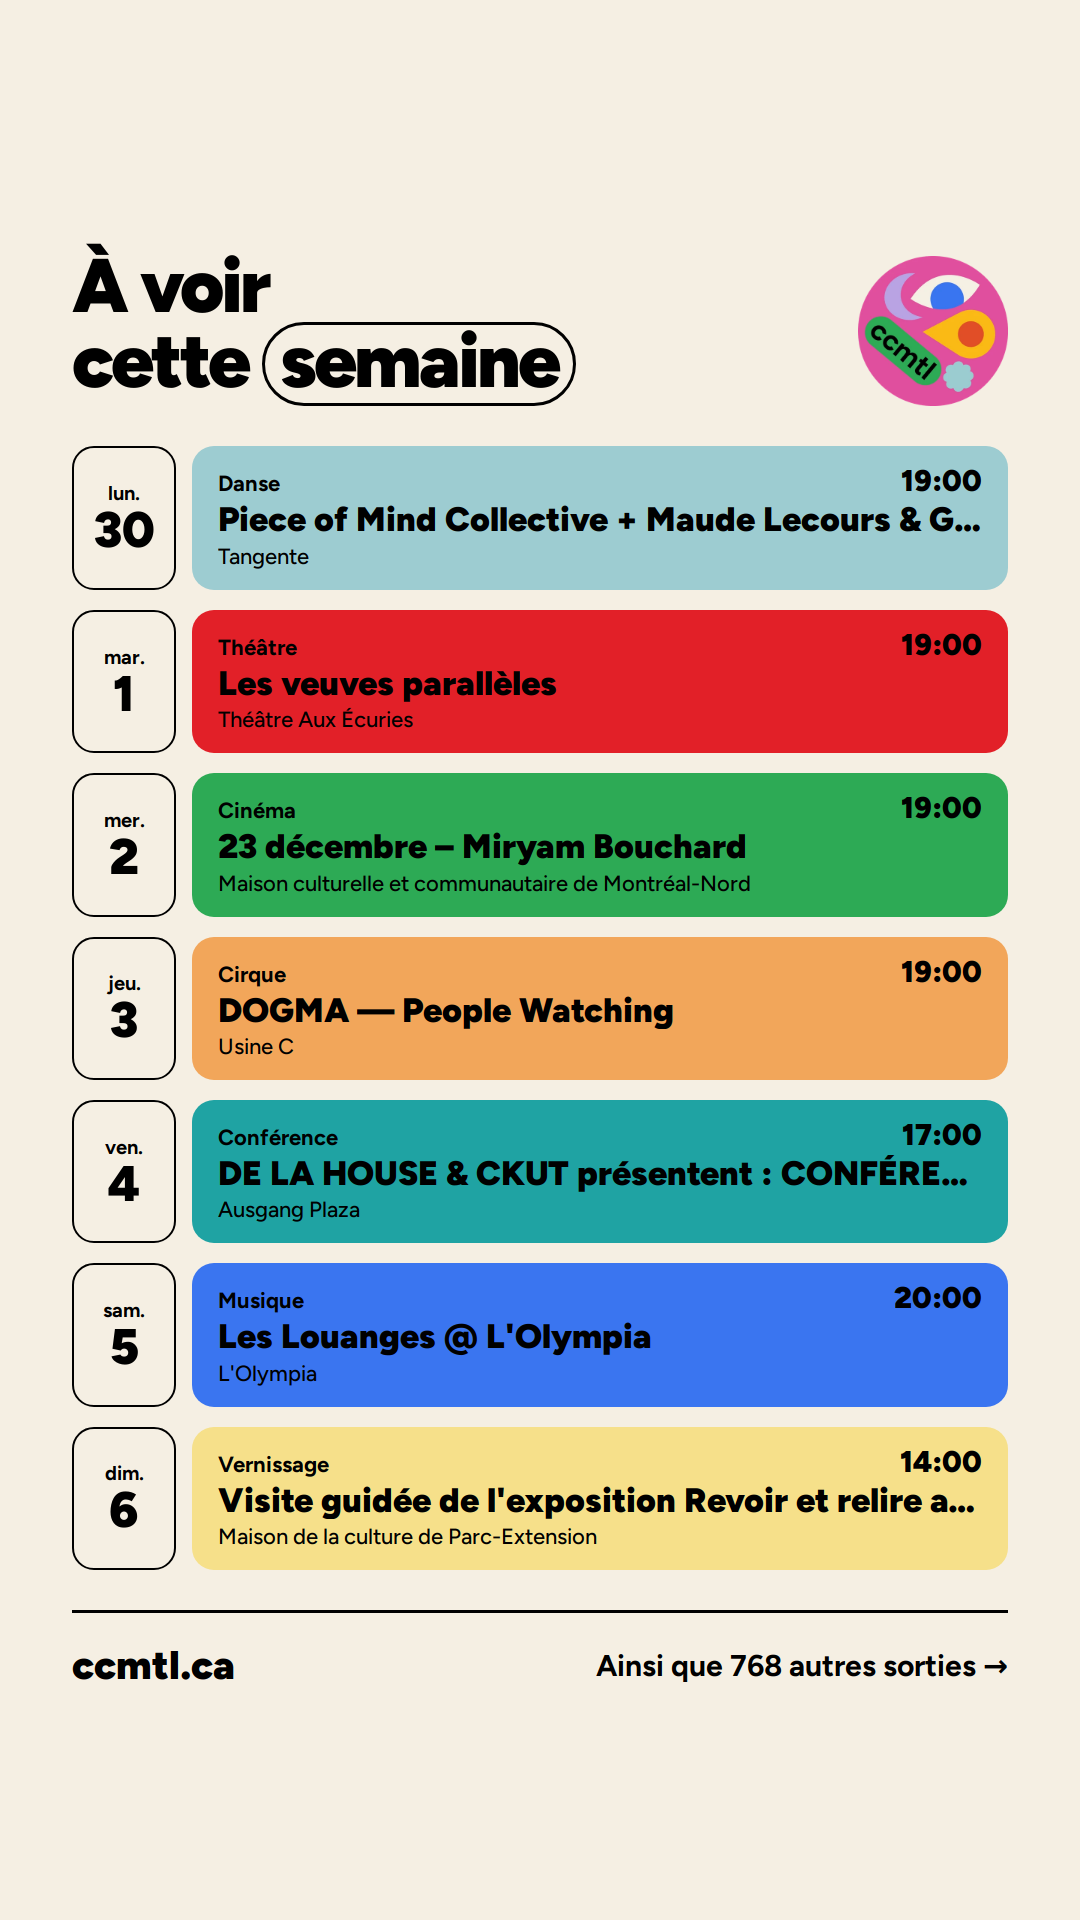 À voir
cette semaine
ccmtl
lun.
30
Danse
19:00
Piece of Mind Collective + Maude Lecours & G...
Tangente
mar.
1
Théâtre
19:00
Les veuves parallèles
Théâtre Aux Écuries
mer.
2
Cinéma
19:00
23 décembre – Miryam Bouchard
Maison culturelle et communautaire de Montréal-Nord
jeu.
3
Cirque
19:00
DOGMA — People Watching
Usine C
ven.
4
Conférence
17:00
DE LA HOUSE & CKUT présentent : CONFÉRE...
Ausgang Plaza
sam.
5
Musique
20:00
Les Louanges @ L'Olympia
L'Olympia
dim.
6
Vernissage
14:00
Visite guidée de l'exposition Revoir et relire a...
Maison de la culture de Parc-Extension
ccmtl.ca
Ainsi que 768 autres sorties →